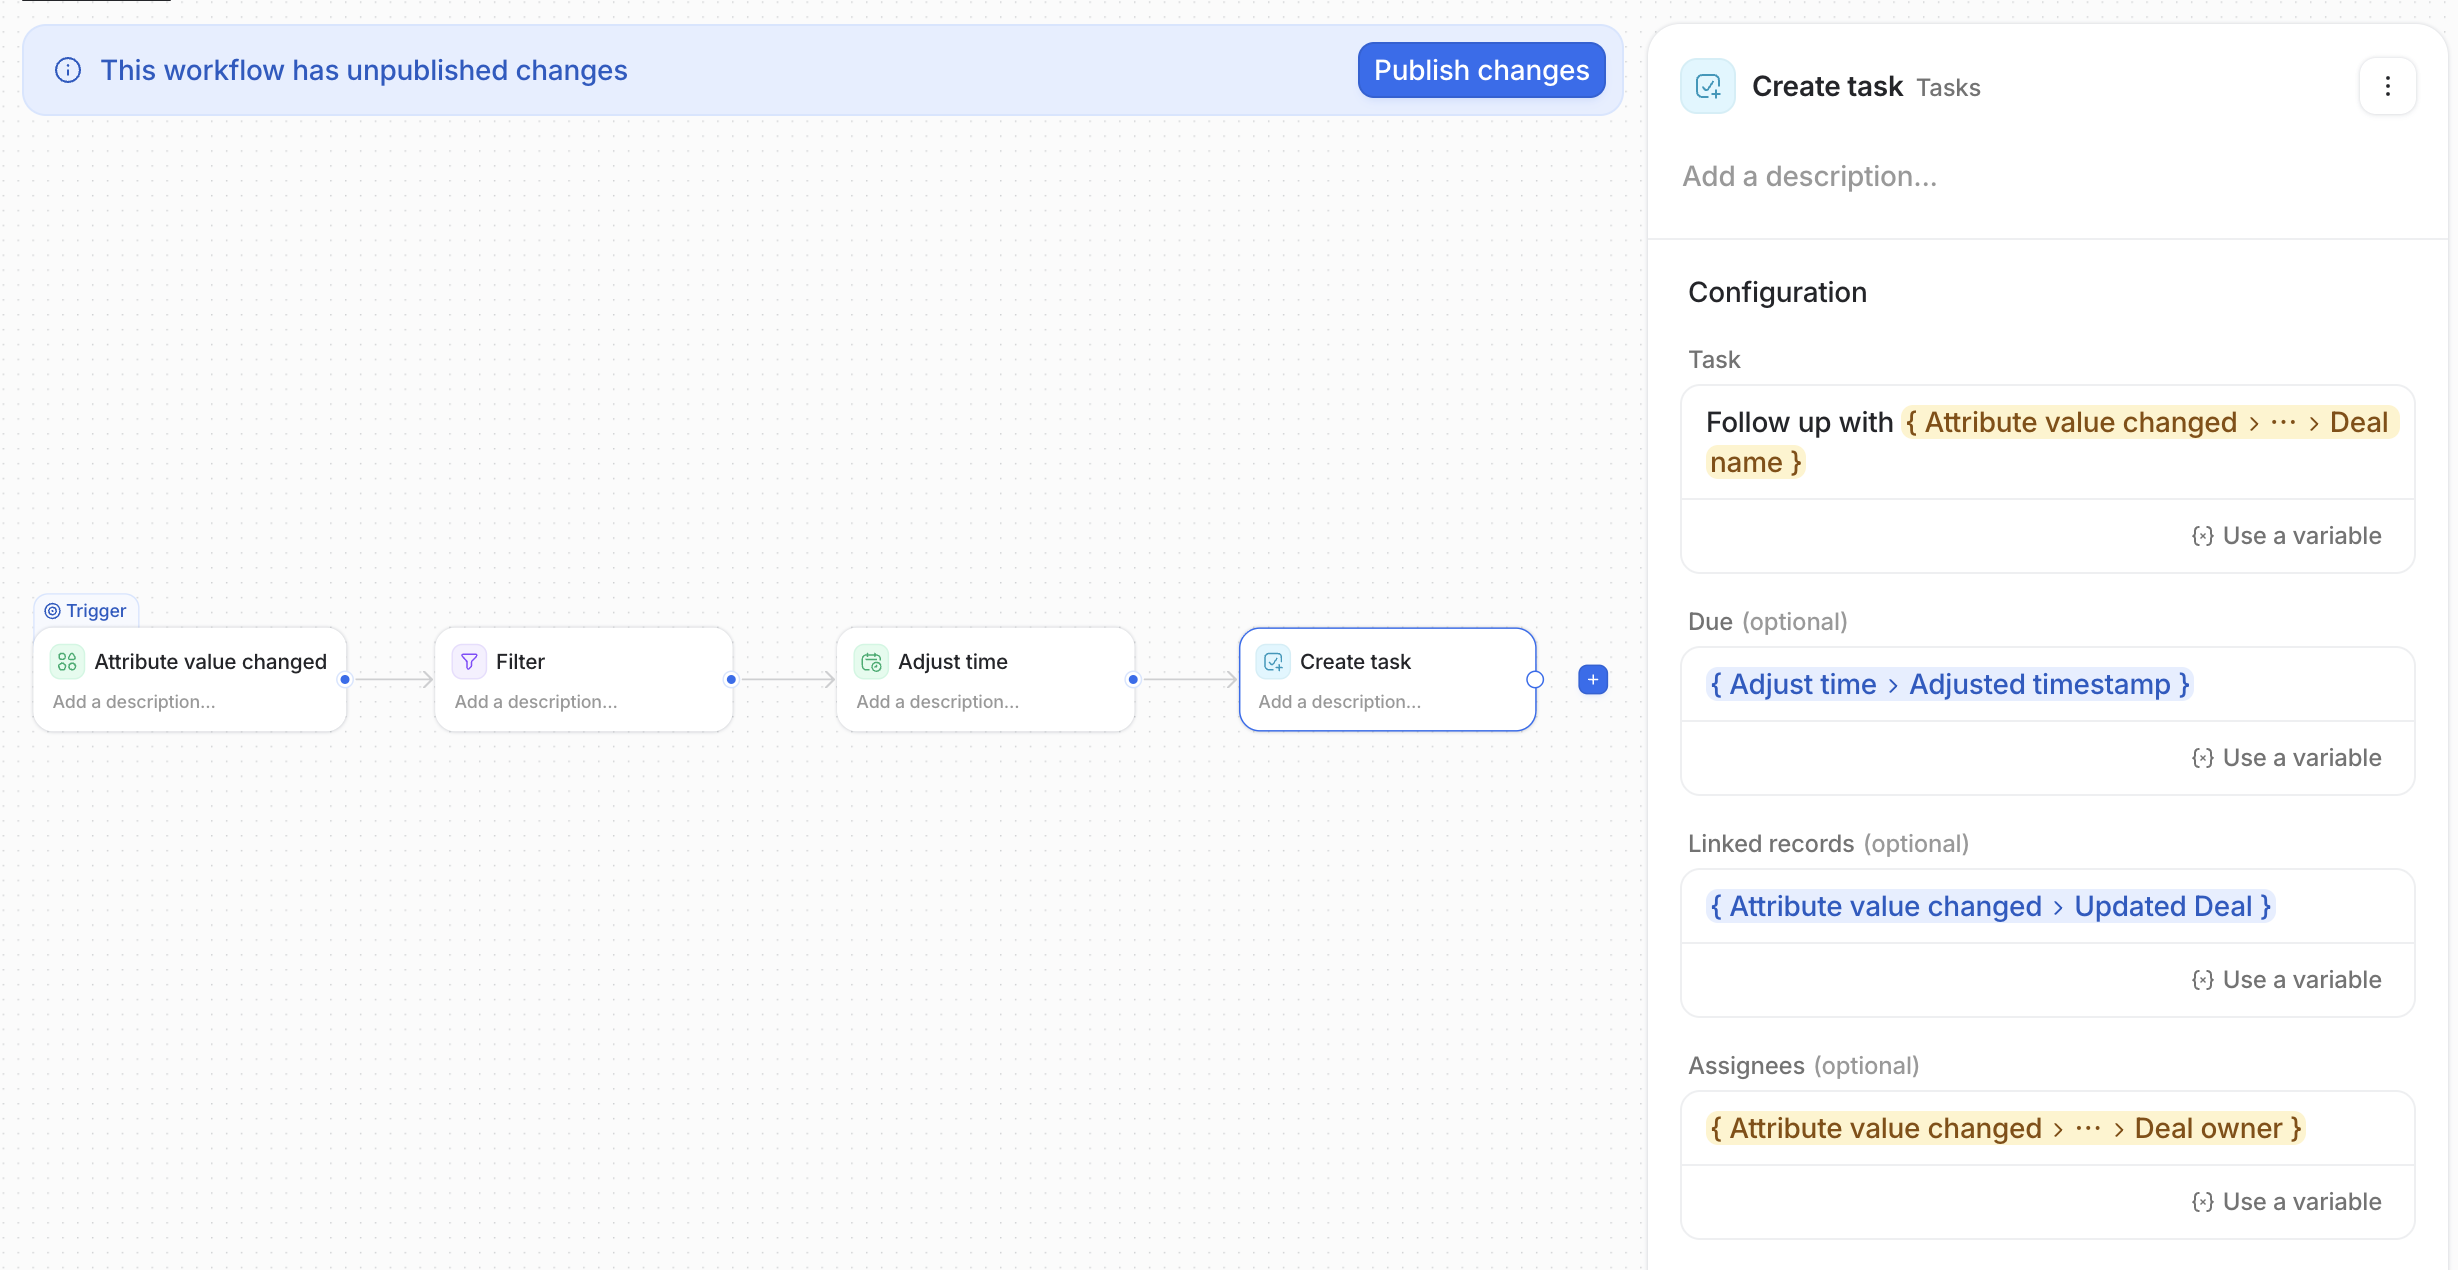 This workflow has unpublished changes
Publish changes
Trigger
Attribute value changed
Add a description...
Filter
Add a description...
Adjust time
Add a description...
Create task
Add a description...
Create task Tasks
Add a description...
Configuration
Task
Follow up with { Attribute value changed › ··· › Deal
name }
{×} Use a variable
Due (optional)
{ Adjust time › Adjusted timestamp }
{×} Use a variable
Linked records (optional)
{ Attribute value changed › Updated Deal }
{×} Use a variable
Assignees (optional)
{ Attribute value changed › ··· › Deal owner }
{×} Use a variable